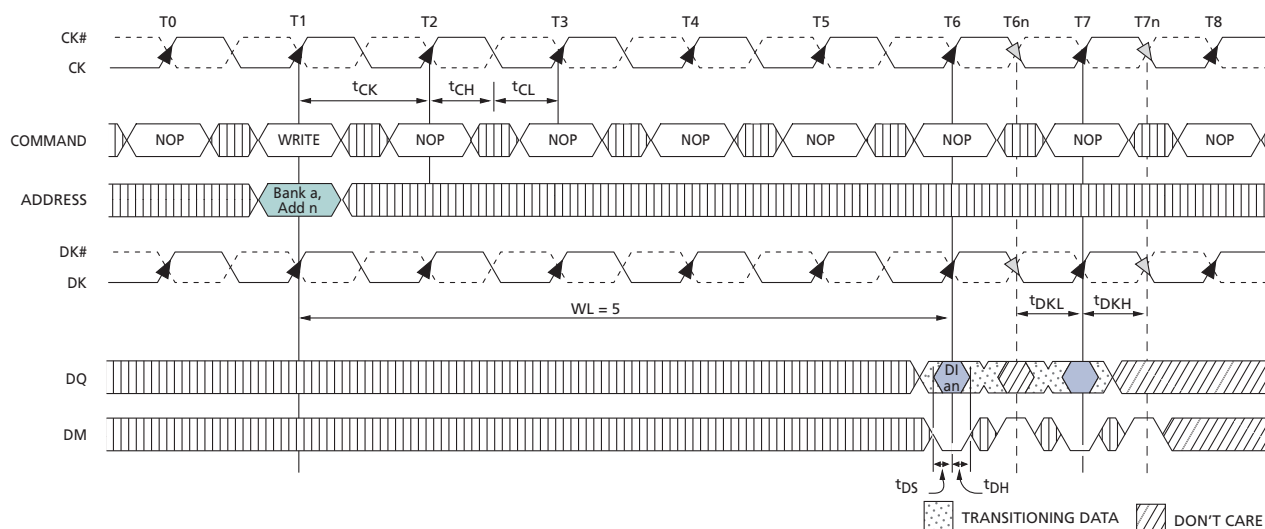 T0 T1 T2 T3 T4 T5 T6 T6n T7 T7n T8
CK#
CK
tCK tCH tCL
COMMAND NOP WRITE NOP NOP NOP NOP NOP NOP NOP
ADDRESS Bank a,
Add n
DK#
DK
WL = 5 tDKL tDKH
DQ DI
an
DM
tDS tDH
TRANSITIONING DATA DON'T CARE